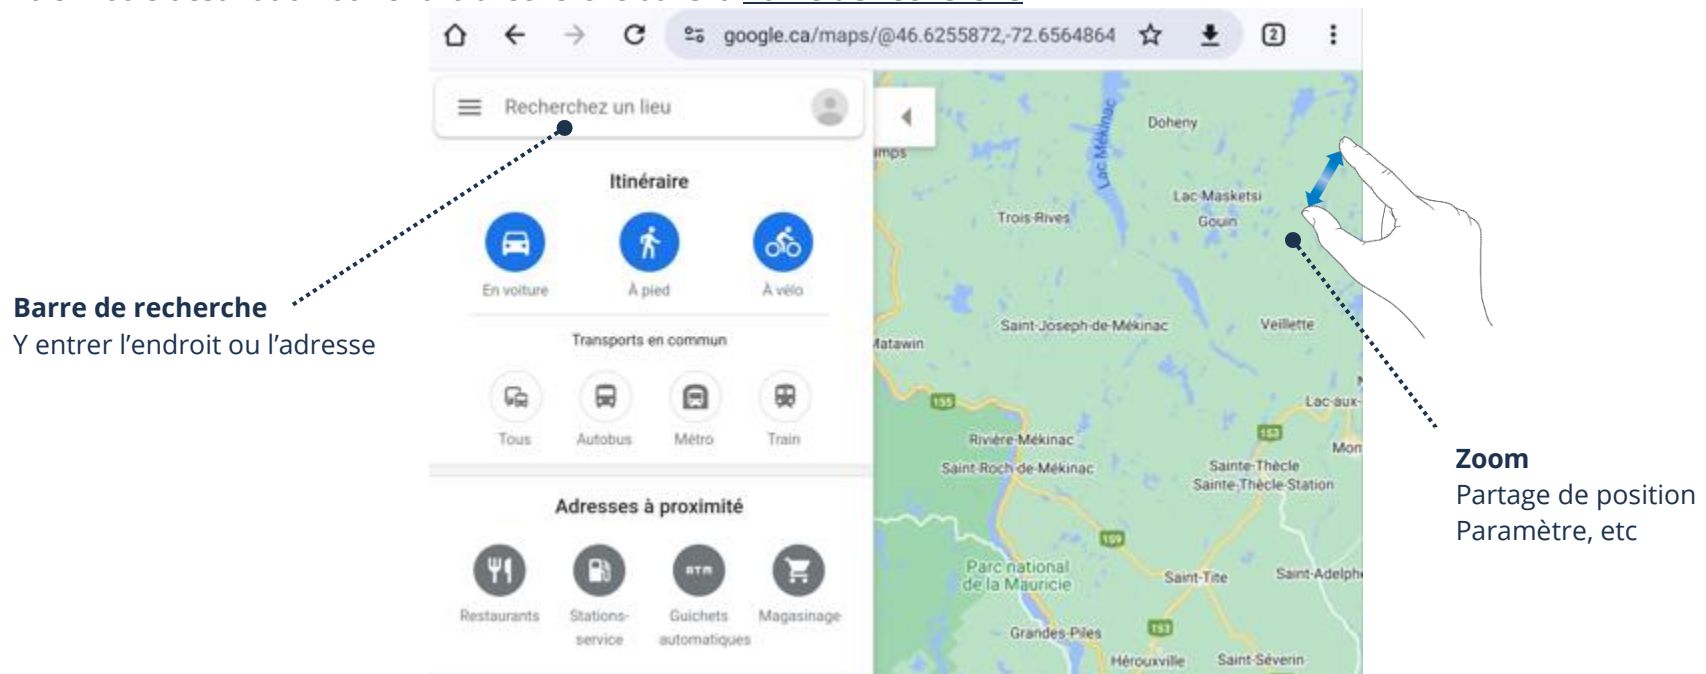 google.ca/maps/@46.6255872,-72.6564864
2
Recherchez un lieu
Itinéraire
En voiture
À pied
À vélo
Transports en commun
Tous
Autobus
Métro
Train
Adresses à proximité
Restaurants
Stations-
service
Guichets
automatiques
Magasinage
ATM
Barre de recherche
Y entrer l'endroit ou l'adresse
Doheny
Lac Mékinac
Lac-Masketsi
Gouin
Trois-Rives
Saint-Joseph-de-Mékinac
Veillette
Matawin
155
Lac-aux-
153
Rivière-Mékinac
Mon
Saint-Roch-de-Mékinac
Sainte-Thècle
Sainte-Thècle-Station
159
Parc national
de la Mauricie
Saint-Tite
Saint-Adelphe
Grandes-Piles
153
Hérouxville
Saint-Séverin
Zoom
Partage de position
Paramètre, etc